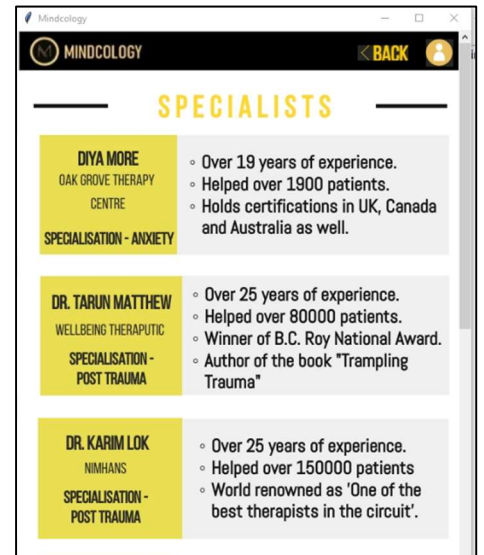 Mindcology
MINDCOLOGY
< BACK
SPECIALISTS
DIYA MORE
OAK GROVE THERAPY
CENTRE
SPECIALISATION - ANXIETY
◦ Over 19 years of experience.
◦ Helped over 1900 patients.
◦ Holds certifications in UK, Canada
and Australia as well.
DR. TARUN MATTHEW
WELLBEING THERAPUTIC
SPECIALISATION -
POST TRAUMA
◦ Over 25 years of experience.
◦ Helped over 80000 patients.
◦ Winner of B.C. Roy National Award.
◦ Author of the book "Trampling
Trauma"
DR. KARIM LOK
NIMHANS
SPECIALISATION -
POST TRAUMA
◦ Over 25 years of experience.
◦ Helped over 150000 patients
◦ World renowned as 'One of the
best therapists in the circuit'.